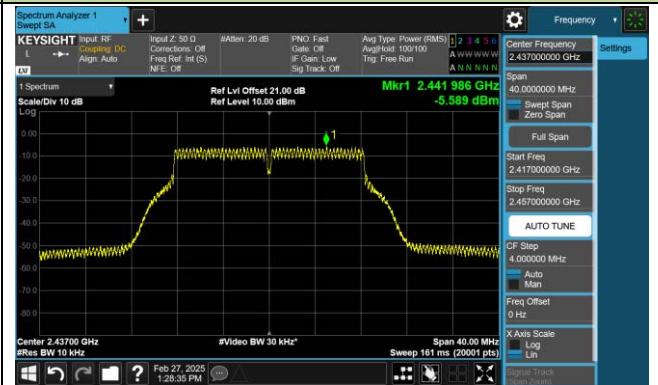 Spectrum Analyzer 1
Swept SA
+
Frequency
KEYSIGHT
Input: RF
Coupling: DC
Align: Auto
Input Z: 50 Ω
Corrections: Off
Freq Ref: Int (S)
NFE: Off
#Atten: 20 dB
PNO: Fast
Gate: Off
IF Gain: Low
Sig Track: Off
Avg Type: Power (RMS)
Avg|Hold: 100/100
Trig: Free Run
1 2 3 4 5 6
A W W W W W
A N N N N N
L
LXI
1 Spectrum
Scale/Div 10 dB
Log
Ref Lvl Offset 21.00 dB
Ref Level 10.00 dBm
Mkr1 2.441 986 GHz
-5.589 dBm
1
0.00
-10.0
-20.0
-30.0
-40.0
-50.0
-60.0
-70.0
-80.0
Center 2.43700 GHz
#Res BW 10 kHz
#Video BW 30 kHz*
Span 40.00 MHz
Sweep 161 ms (20001 pts)
Center Frequency
2.437000000 GHz
Settings
Span
40.0000000 MHz
Swept Span
Zero Span
Full Span
Start Freq
2.417000000 GHz
Stop Freq
2.457000000 GHz
AUTO TUNE
CF Step
4.000000 MHz
Auto
Man
Freq Offset
0 Hz
X Axis Scale
Log
Lin
Signal Track
(Span Zoom)
?
Feb 27, 2025
1:28:35 PM